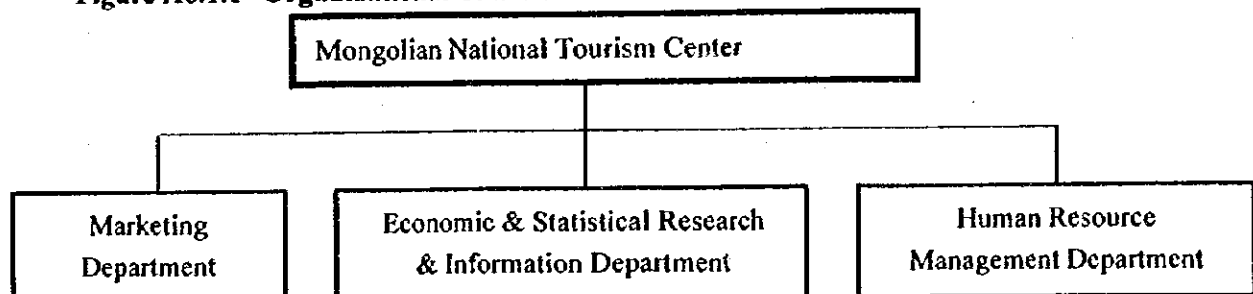 Mongolian National Tourism Center
Marketing
Department
Economic & Statistical Research
& Information Department
Human Resource
Management Department